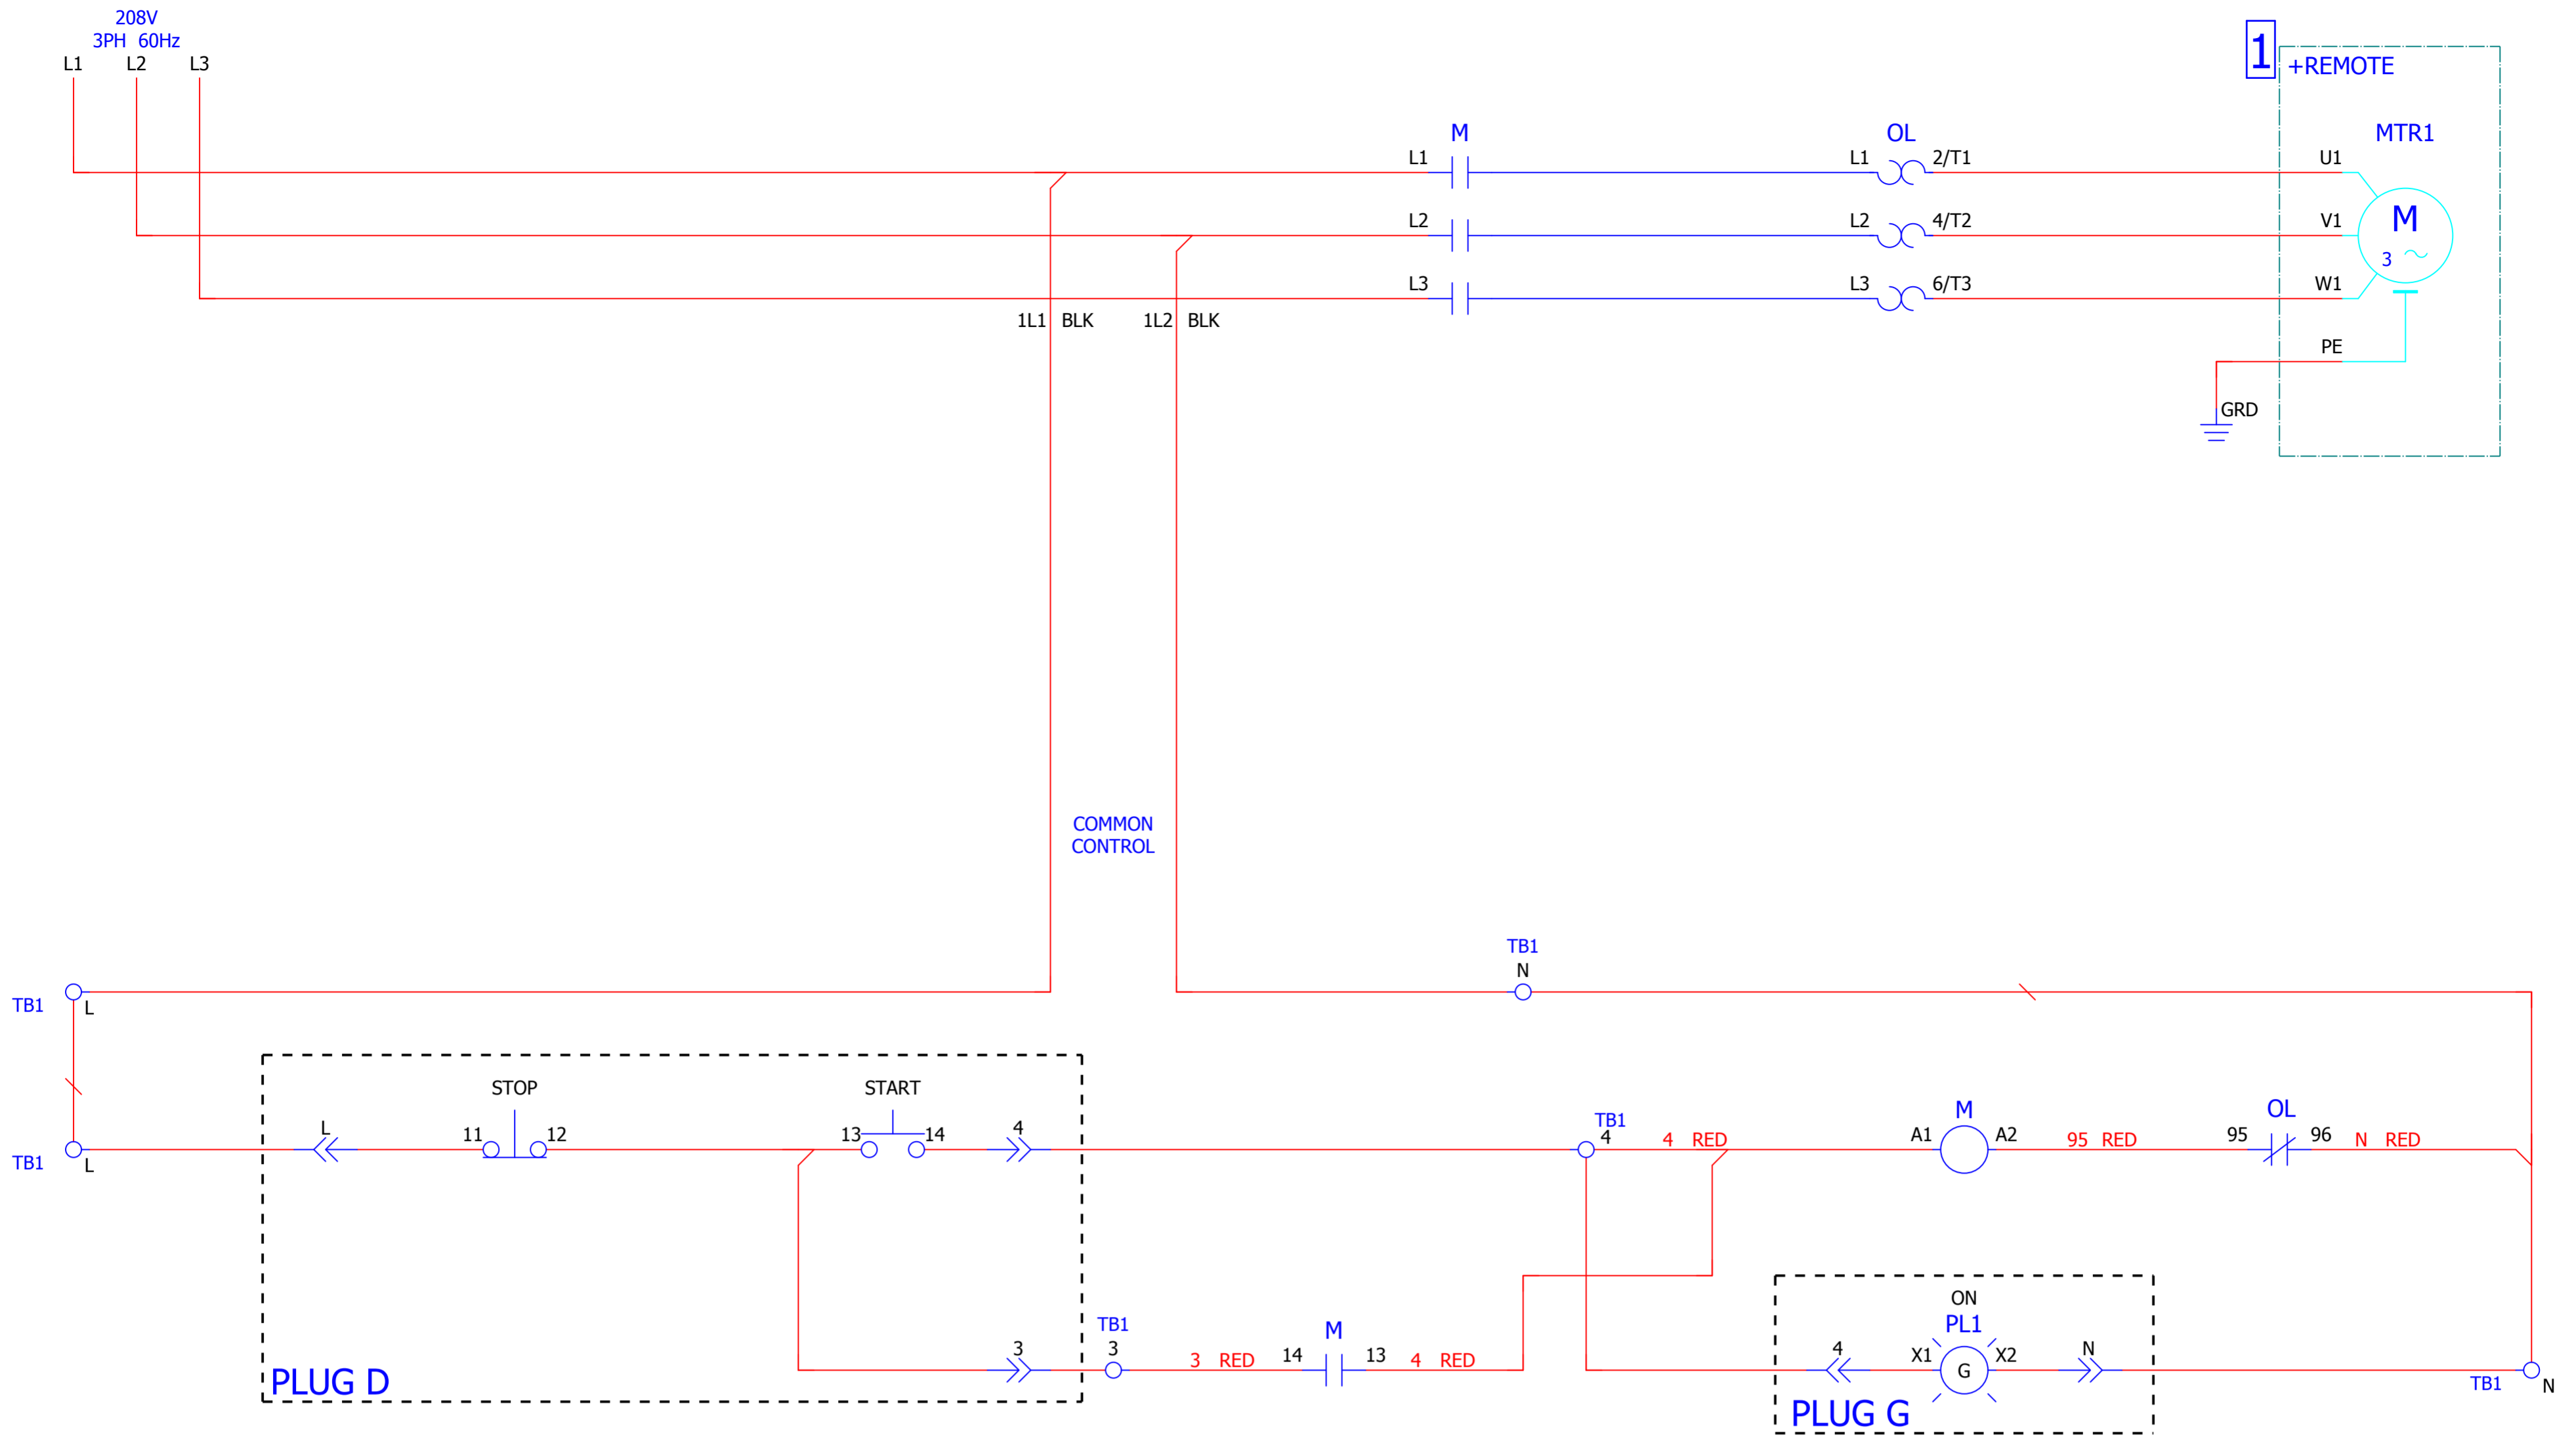 208V
3PH 60Hz
L1 L2 L3
1
+REMOTE
M OL MTR1
L1 L1 2/T1 U1
L2 L2 4/T2 V1
M
3
L3 L3 6/T3 W1
1L1 BLK 1L2 BLK
PE
GRD
COMMON
CONTROL
TB1
N
TB1 L
STOP START
M OL
L 11 12 13 14 4
TB1
4
4 RED A1 A2 95 RED 95 96 N RED
TB1 L
ON
PL1
TB1
3 3 3 RED 14 M 13 4 RED
4 X1 G X2 N
TB1 N
PLUG D
PLUG G